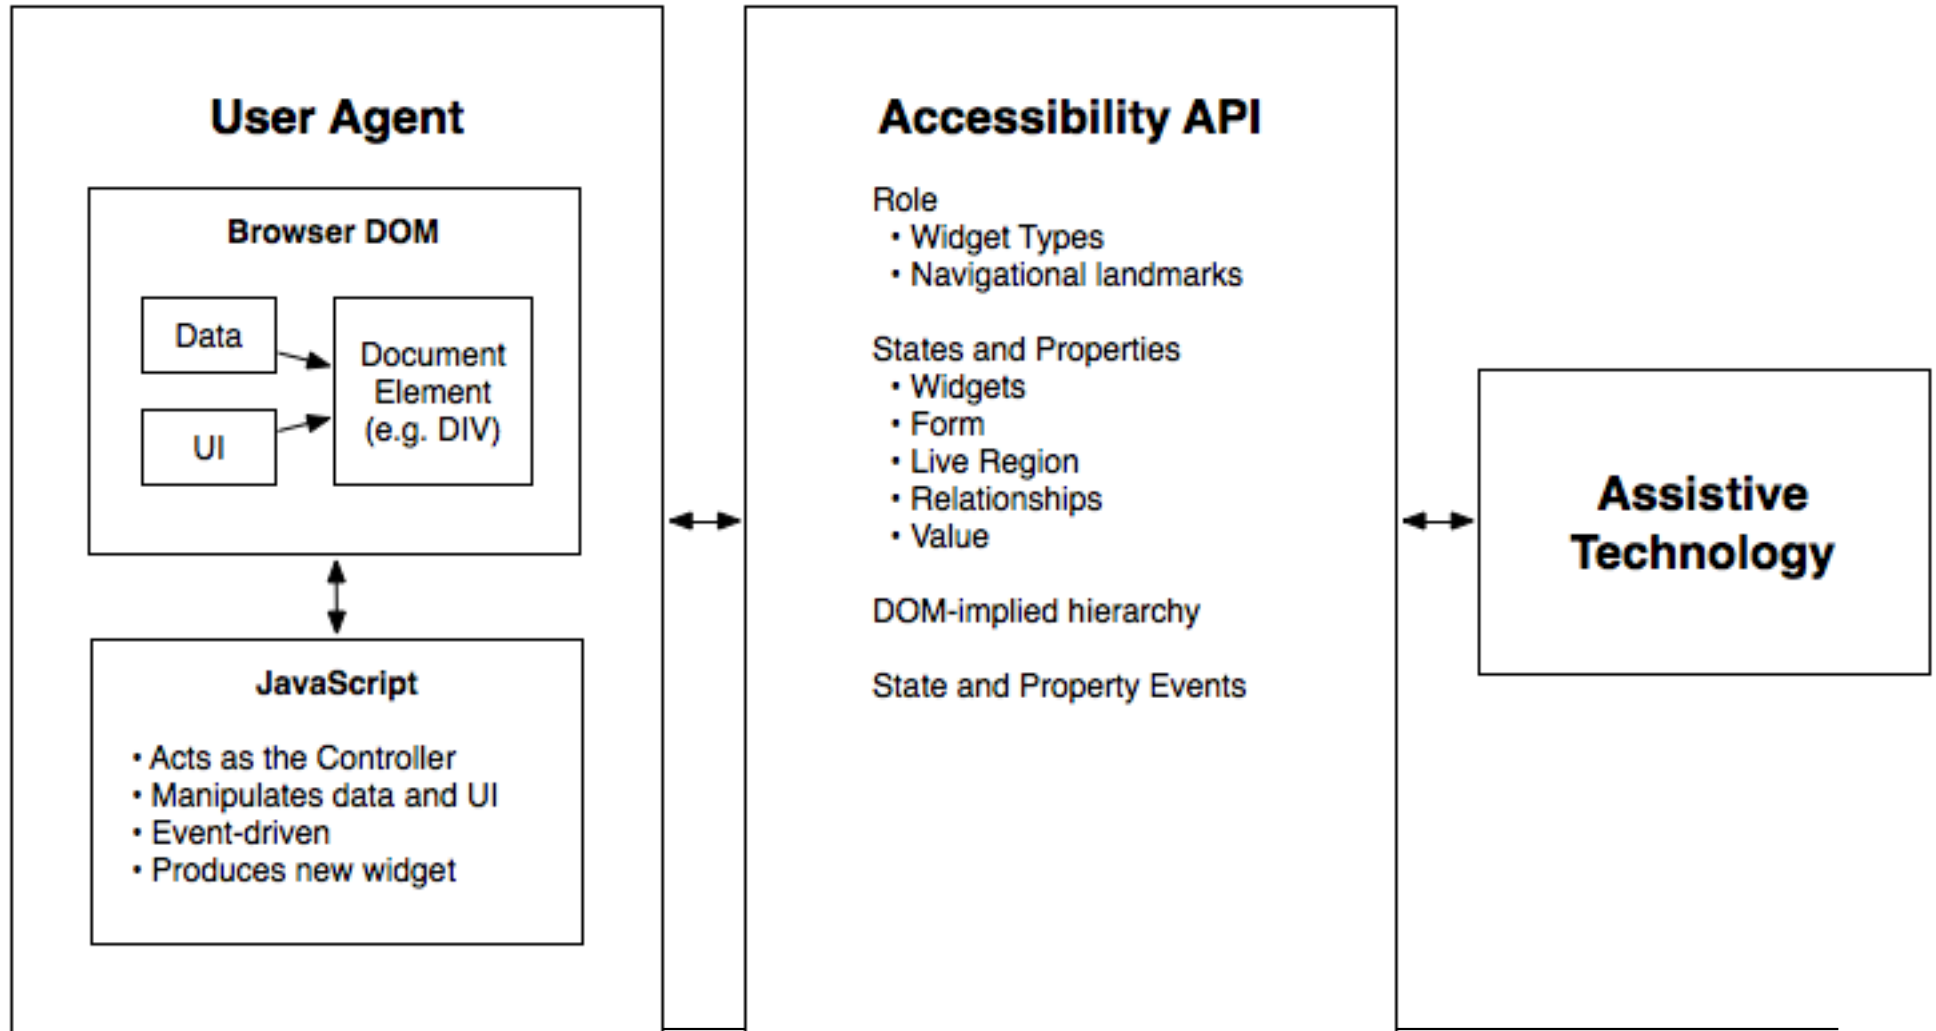 User Agent
Browser DOM
Data
UI
Document
Element
(e.g. DIV)
JavaScript
• Acts as the Controller
• Manipulates data and UI
• Event-driven
• Produces new widget
Accessibility API
Role
• Widget Types
• Navigational landmarks
States and Properties
• Widgets
• Form
• Live Region
• Relationships
• Value
DOM-implied hierarchy
State and Property Events
Assistive
Technology